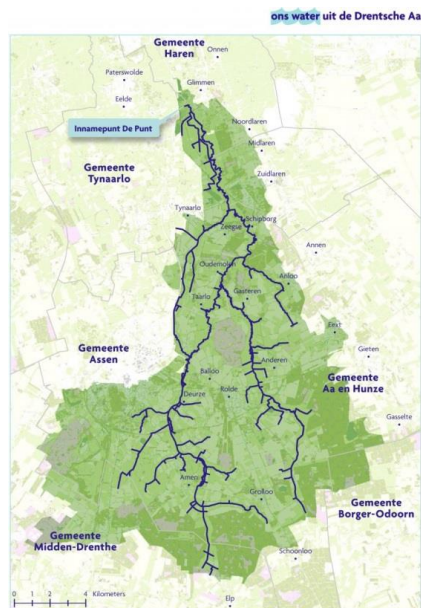 ons water uit de Drentsche Aa
Gemeente
Haren
Onnen
Paterswolde
Glimmen
Eelde
Innamepunt De Punt
Noordlaren
Midlaren
Gemeente
Tynaarlo
Zuidlaren
Tynaarlo
Schipborg
Zeegse
Annen
Oudemolen
Anloo
Taarlo
Gasteren
Eext
Gemeente
Assen
Gieten
Anderen
Balloo
Gemeente
Aa en Hunze
Rolde
Deurze
Gasselte
Amen
Grolloo
Gemeente
Borger-Odoorn
Gemeente
Midden-Drenthe
Schoonloo
Elp
0 1 2 4 Kilometers